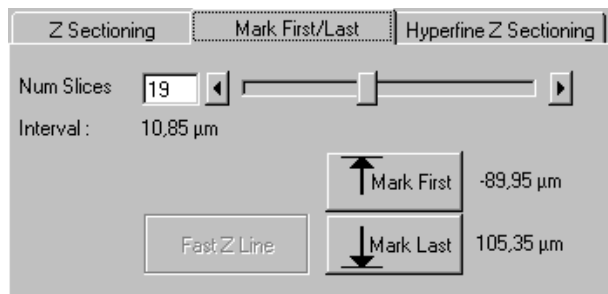 Z Sectioning Mark First/Last Hyperfine Z Sectioning
Num Slices 19
Interval : 10,85 µm
Mark First -89,95 µm
Fast Z Line Mark Last 105,35 µm